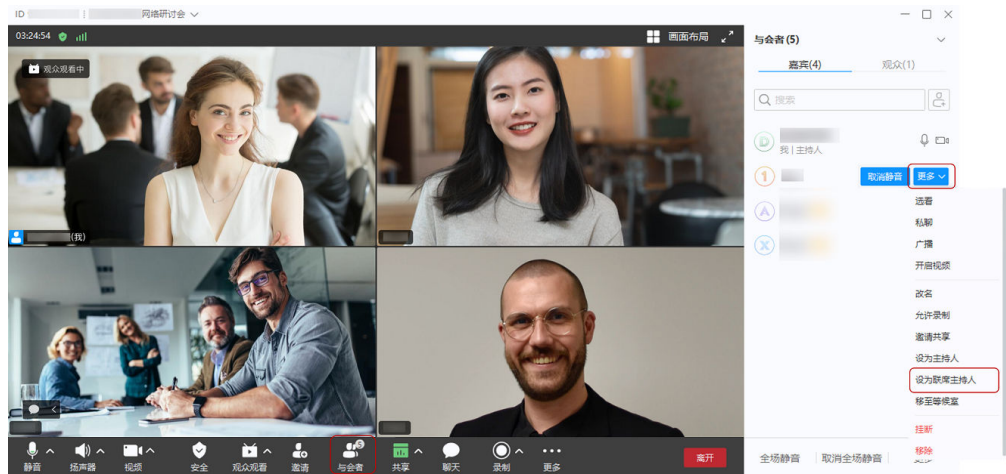 ID 网络研讨会
03:24:54 画面布局
观众观看中
(我)
静音 扬声器 视频 安全 观众观看 邀请 与会者 5 共享 聊天 录制 更多 离开
与会者 (5)
嘉宾(4) 观众(1)
搜索
D
我 | 主持人
1 取消静音 更多
A
X
选看
私聊
广播
开启视频
改名
允许录制
邀请共享
设为主持人
设为联席主持人
移至等候室
挂断
移除
全场静音 取消全场静音